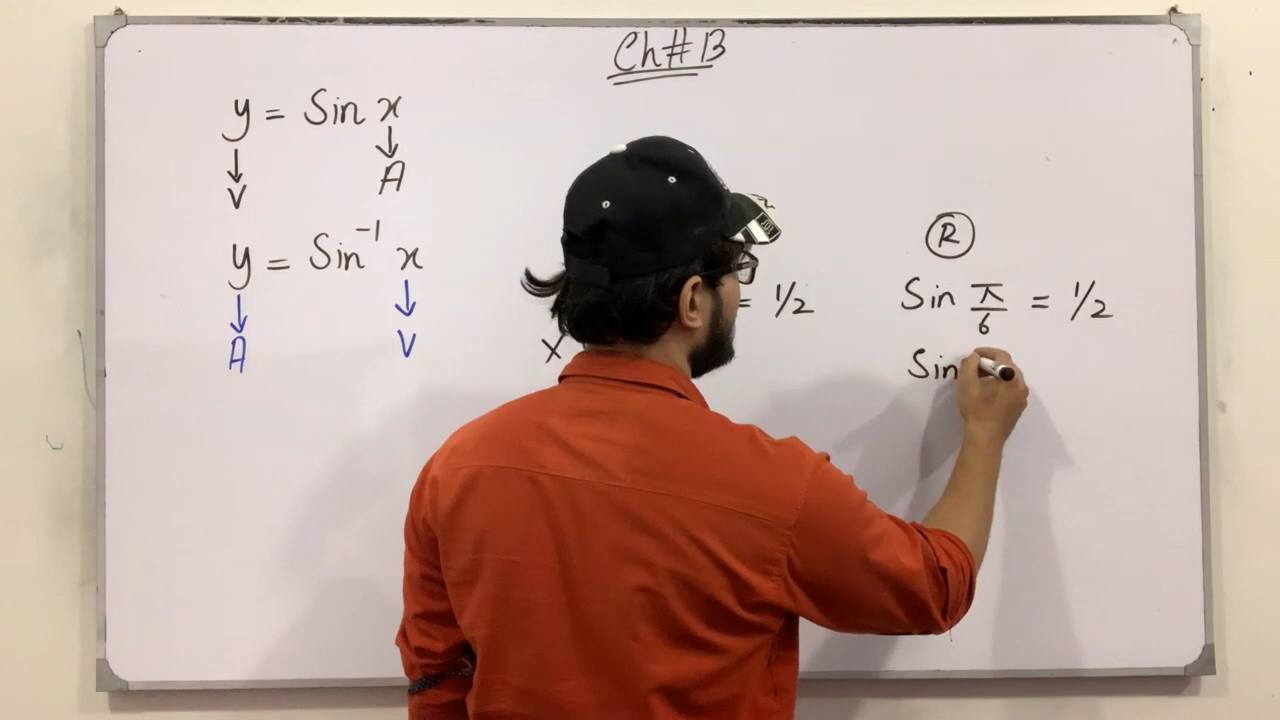 Ch#13
y = Sin x
↓ ↓
V A
y = Sin⁻¹ x
↓ ↓
A V
= 1/2
x
R
Sin π/6 = 1/2
Sin